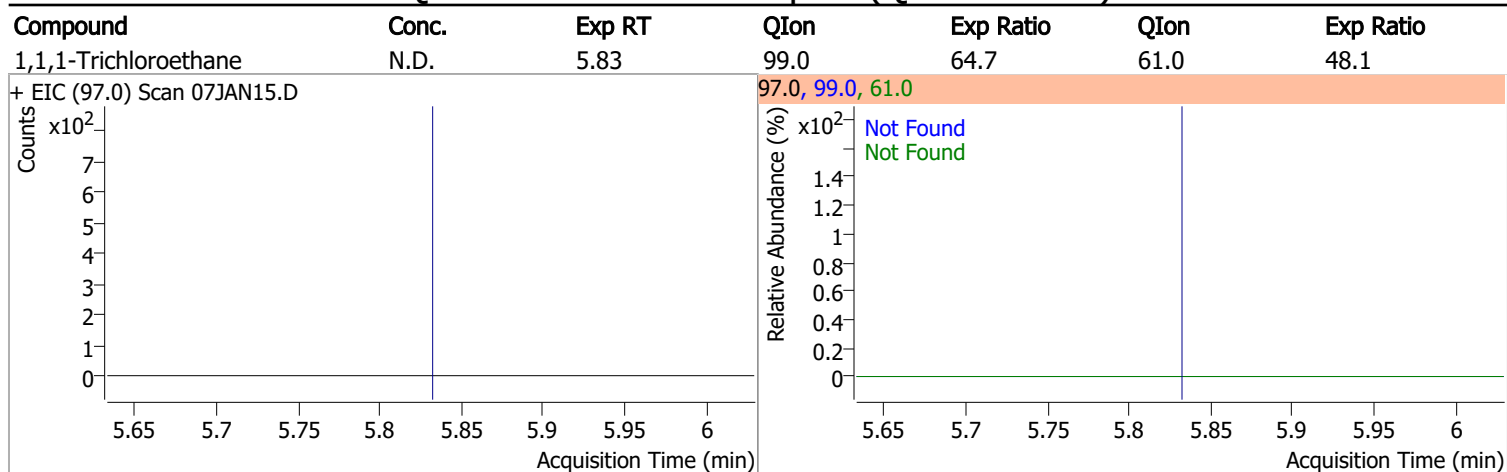 Compound Conc. Exp RT QIon Exp Ratio QIon Exp Ratio
1,1,1-Trichloroethane N.D. 5.83 99.0 64.7 61.0 48.1
+ EIC (97.0) Scan 07JAN15.D
Counts
x10²
7
6
5
4
3
2
1
0
5.65 5.7 5.75 5.8 5.85 5.9 5.95 6
Acquisition Time (min)
97.0, 99.0, 61.0
Relative Abundance (%)
x10²
Not Found
Not Found
1.4
1.2
1
0.8
0.6
0.4
0.2
0
5.65 5.7 5.75 5.8 5.85 5.9 5.95 6
Acquisition Time (min)